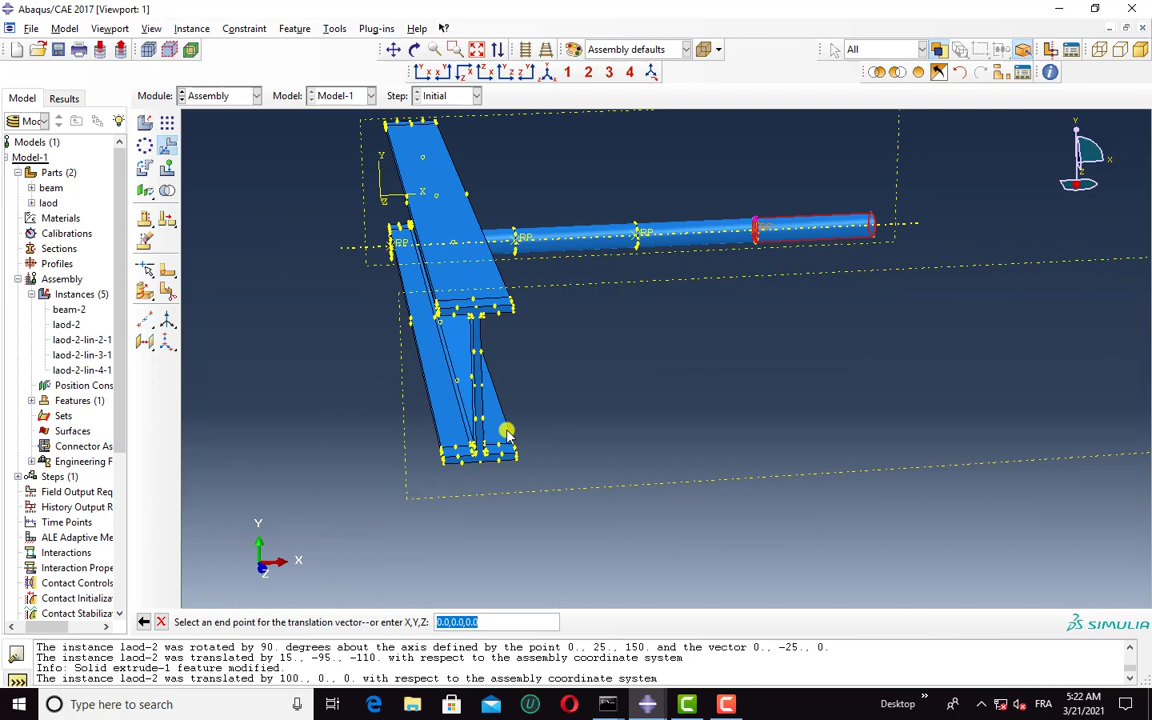 Abaqus/CAE 2017 [Viewport: 1]
File Model Viewport View Instance Constraint Feature Tools Plug-ins Help
All
Assembly defaults
1 2 3 4
Model Results
Module: Assembly Model: Model-1 Step: Initial
Moc
Models (1)
Model-1
Parts (2)
beam
laod
Materials
Calibrations
Sections
Profiles
Assembly
Instances (5)
beam-2
laod-2
laod-2-lin-2-1
laod-2-lin-3-1
laod-2-lin-4-1
Position Cons
Features (1)
Sets
Surfaces
Connector As
Engineering F
Steps (1)
Field Output Req
History Output R
Time Points
ALE Adaptive Me
Interactions
Interaction Prope
Contact Controls
Contact Initializa
Contact Stabiliza
Y
X
Z
Y
X
Z
RP
RP
RP
Y
X
Z
Select an end point for the translation vector--or enter X,Y,Z: 0.0,0.0,0.0
SIMULIA
The instance laod-2 was rotated by 90. degrees about the axis defined by the point 0., 25., 150. and the vector 0., -25., 0.
The instance laod-2 was translated by 15., -95., -110. with respect to the assembly coordinate system
Info: Solid extrude-1 feature modified.
The instance laod-2 was translated by 100., 0., 0. with respect to the assembly coordinate system
Type here to search
Desktop
FRA
5:22 AM
3/21/2021